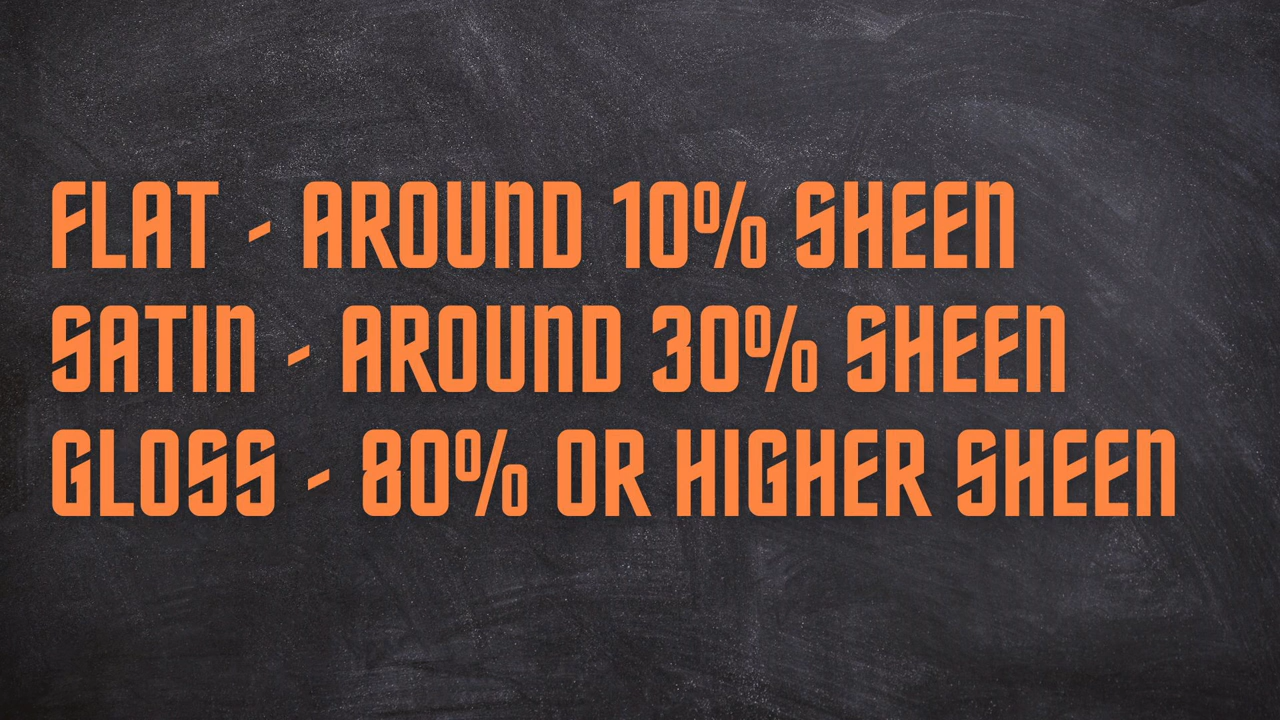 FLAT - AROUND 10% SHEEN
SATIN - AROUND 30% SHEEN
GLOSS - 80% OR HIGHER SHEEN